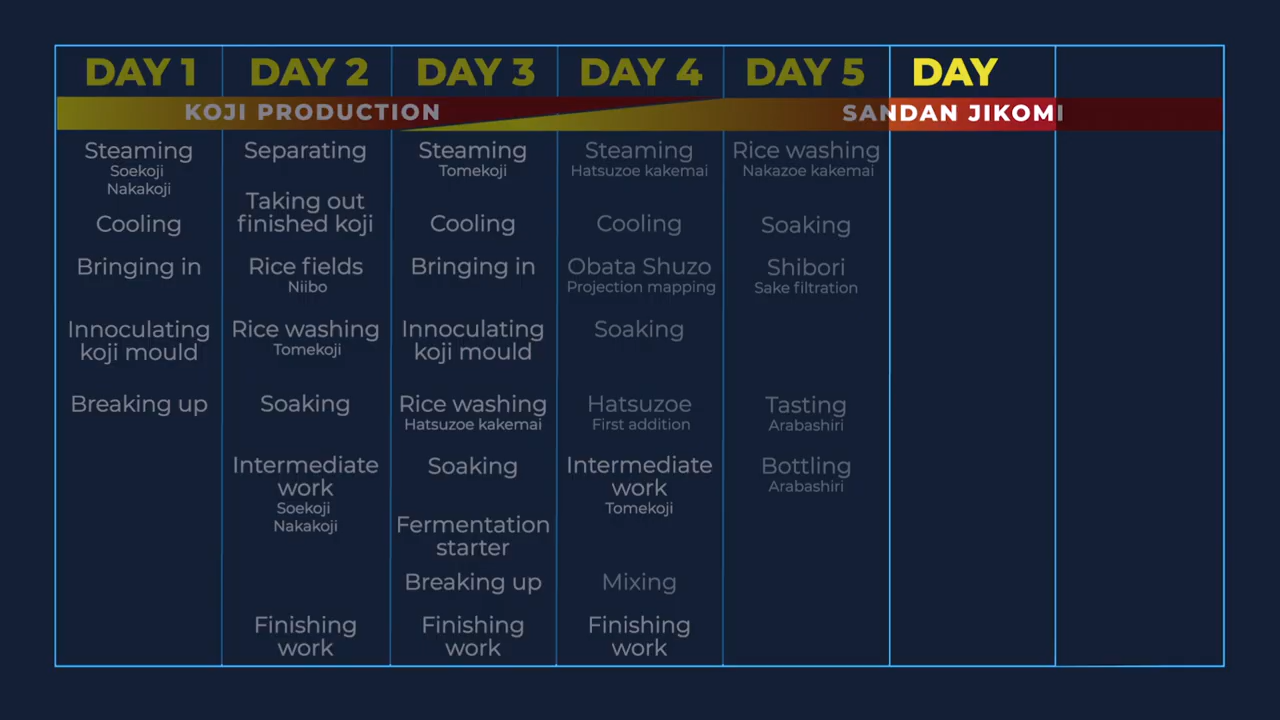 DAY 1
DAY 2
DAY 3
DAY 4
DAY 5
DAY
KOJI PRODUCTION
SANDAN JIKOMI
Steaming
Soekoji
Nakakoji
Cooling
Bringing in
Innoculating
koji mould
Breaking up
Separating
Taking out
finished koji
Rice fields
Niibo
Rice washing
Tomekoji
Soaking
Intermediate
work
Soekoji
Nakakoji
Finishing
work
Steaming
Tomekoji
Cooling
Bringing in
Innoculating
koji mould
Rice washing
Hatsuzoe kakemai
Soaking
Fermentation
starter
Breaking up
Finishing
work
Steaming
Hatsuzoe kakemai
Cooling
Obata Shuzo
Projection mapping
Soaking
Hatsuzoe
First addition
Intermediate
work
Tomekoji
Mixing
Finishing
work
Rice washing
Nakazoe kakemai
Soaking
Shibori
Sake filtration
Tasting
Arabashiri
Bottling
Arabashiri